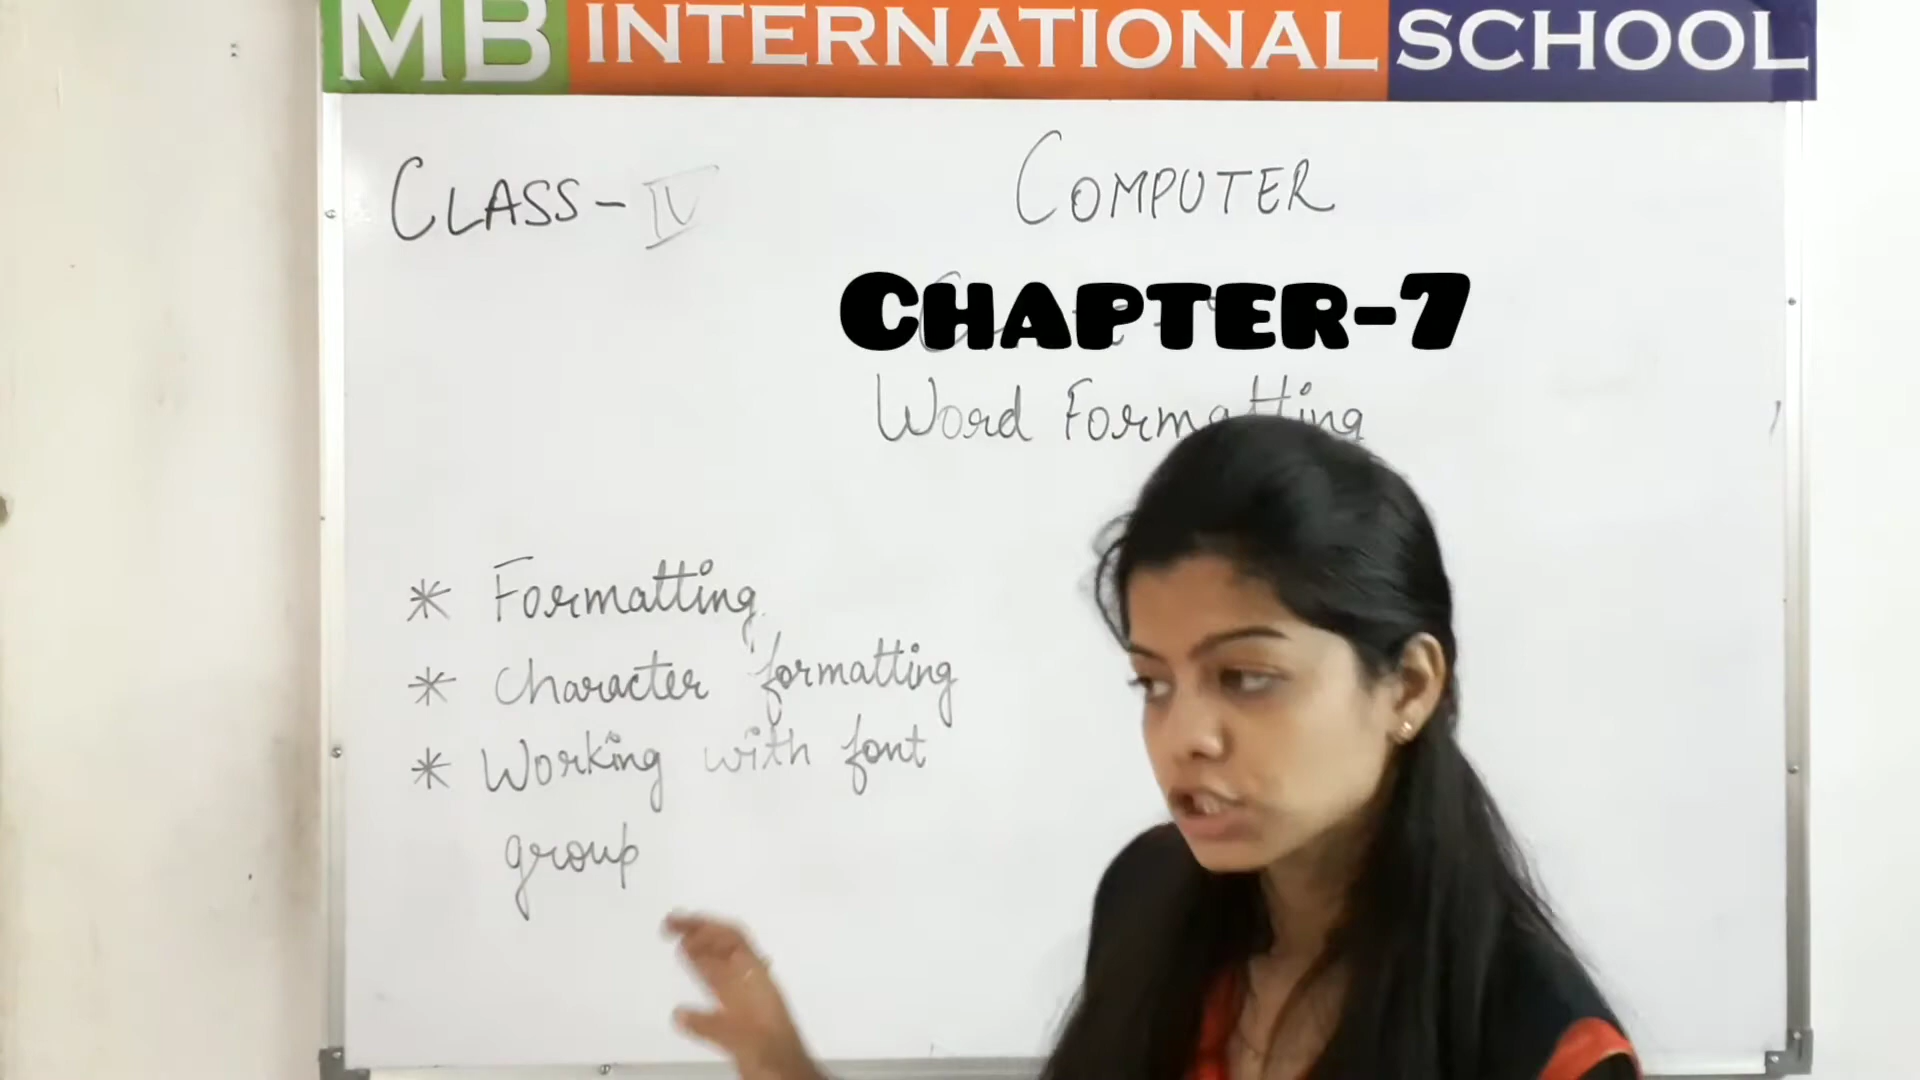 MB INTERNATIONAL SCHOOL
CLASS-IV
COMPUTER
CHAPTER-7
Word Formatting
* Formatting
* Character formatting
* Working with font
group